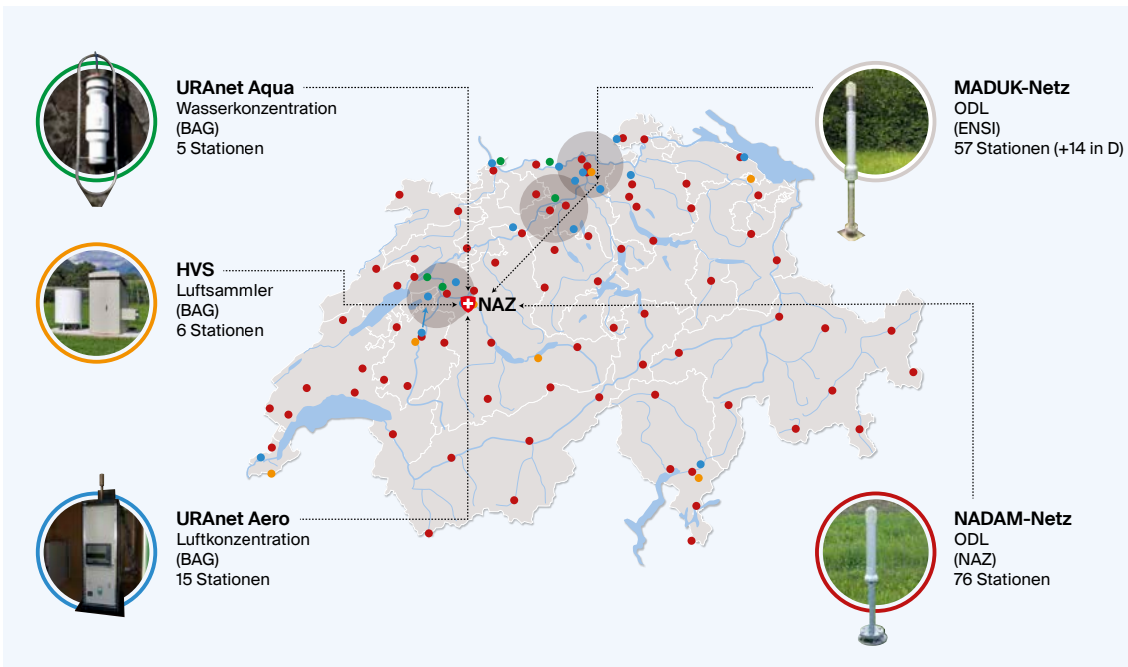 URAnet Aqua
Wasserkonzentration
(BAG)
5 Stationen
MADUK-Netz
ODL
(ENSI)
57 Stationen (+14 in D)
HVS
Luftsammler
(BAG)
6 Stationen
NAZ
URAnet Aero
Luftkonzentration
(BAG)
15 Stationen
NADAM-Netz
ODL
(NAZ)
76 Stationen